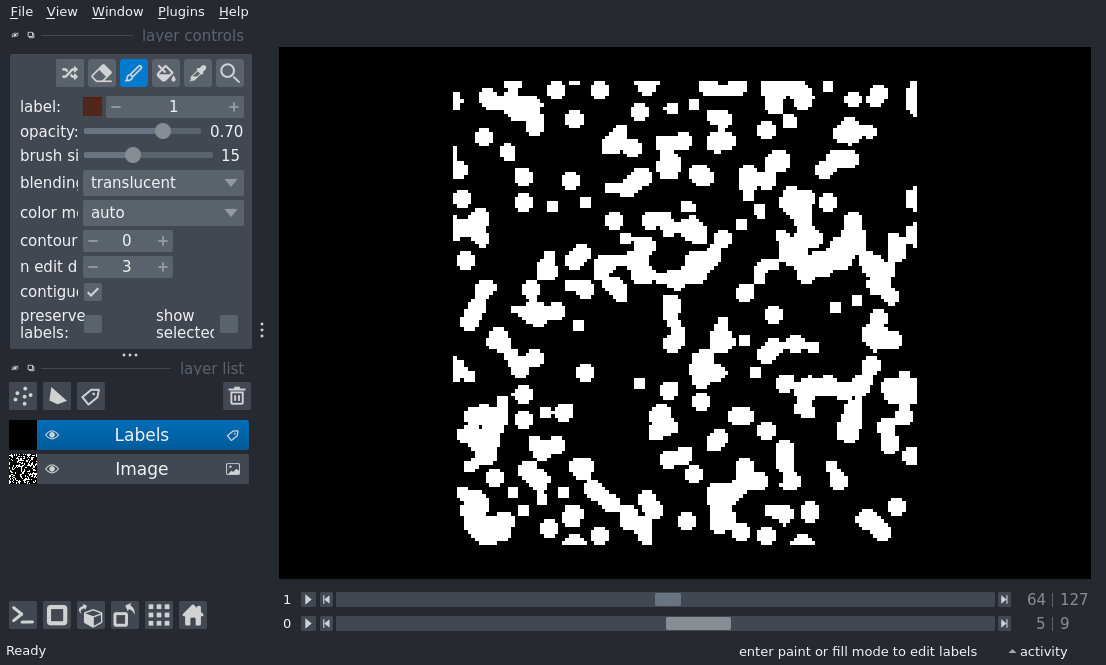 File View Window Plugins Help
layer controls
label: 1
opacity: 0.70
brush si 15
blending translucent
color m auto
contour 0
n edit d 3
contigu
preserve labels: show selected
layer list
Labels
Image
1 64 127
0 5 9
Ready enter paint or fill mode to edit labels activity